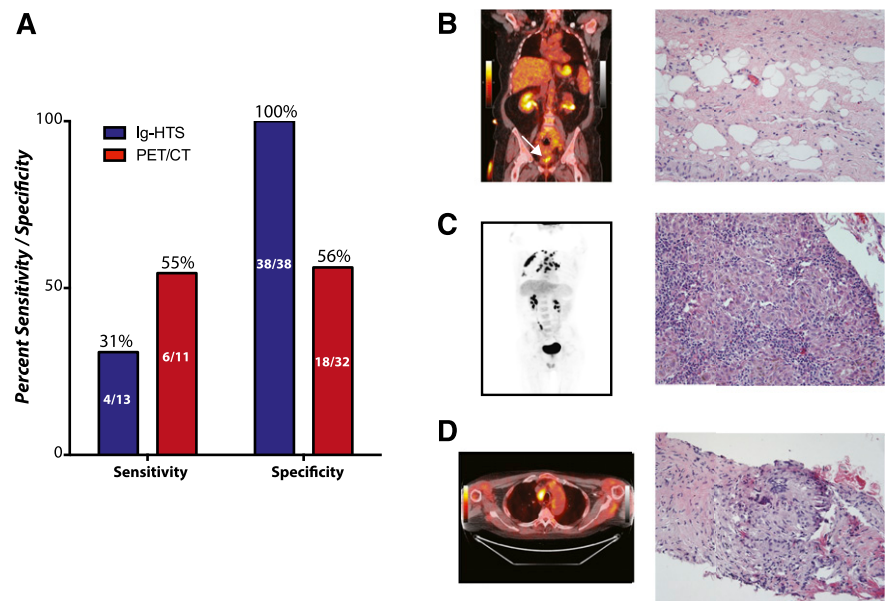 A
Percent Sensitivity / Specificity
100
50
0
Ig-HTS
PET/CT
31%
4/13
55%
6/11
100%
38/38
56%
18/32
Sensitivity
Specificity
B
C
D